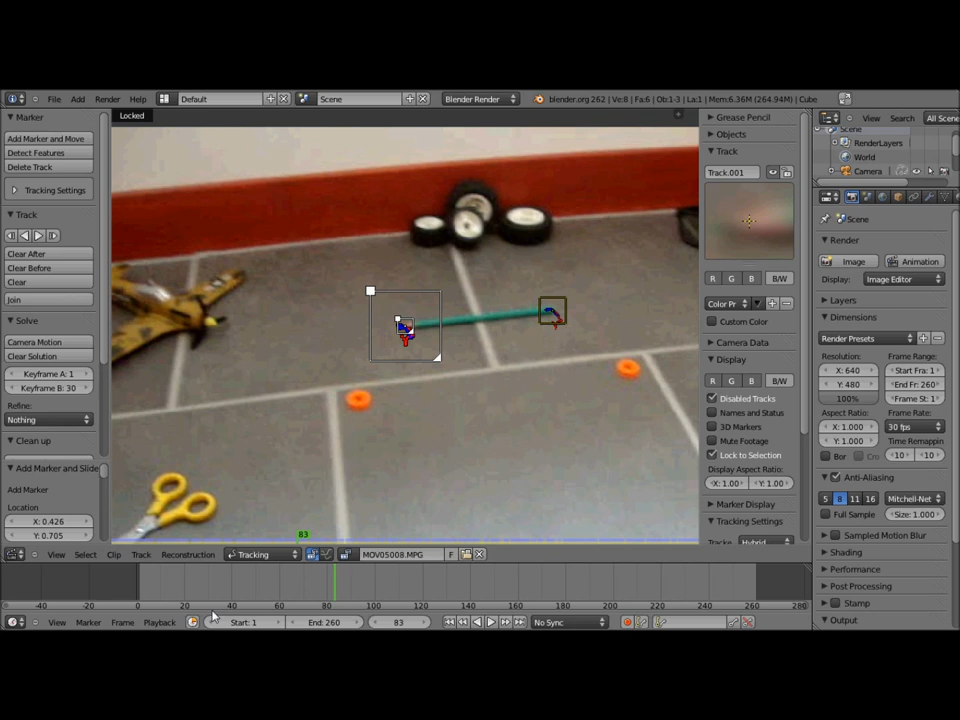 File Add Render Help Default Scene Blender Render blender.org 262 | Ve:8 | Fa:6 | Ob:1-3 | La:1 | Mem:6.36M (264.94M) | Cube
Marker
Add Marker and Move
Detect Features
Delete Track
Tracking Settings
Track
Clear After
Clear Before
Clear
Join
Solve
Camera Motion
Clear Solution
Keyframe A: 1
Keyframe B: 30
Refine:
Nothing
Clean up
Add Marker and Slide
Add Marker
Location
X: 0.426
Y: 0.705
Locked
83
Grease Pencil
Objects
Track
Track.001
R G B B/W
Color Pr
Custom Color
Camera Data
Display
R G B B/W
Disabled Tracks
Names and Status
3D Markers
Mute Footage
Lock to Selection
Display Aspect Ratio:
X: 1.00 Y: 1.00
Marker Display
Tracking Settings
Hybrid
View Search All Scene
Scene
RenderLayers
World
Camera
Scene
Render
Image Animation
Display: Image Editor
Layers
Dimensions
Render Presets
Resolution: Frame Range:
X: 640 Start Fra: 1
Y: 480 End Fr: 260
100% Frame St: 1
Aspect Ratio: Frame Rate:
X: 1.000 30 fps
Y: 1.000 Time Remappin
Bor Cro 10 10
Anti-Aliasing
5 8 11 16 Mitchell-Net
Full Sample Size: 1.000
Sampled Motion Blur
Shading
Performance
Post Processing
Stamp
Output
View Select Clip Track Reconstruction Tracking MOV05008.MPG F
-40 -20 0 20 40 60 80 100 120 140 160 180 200 220 240 260 280
View Marker Frame Playback Start: 1 End: 260 83 No Sync